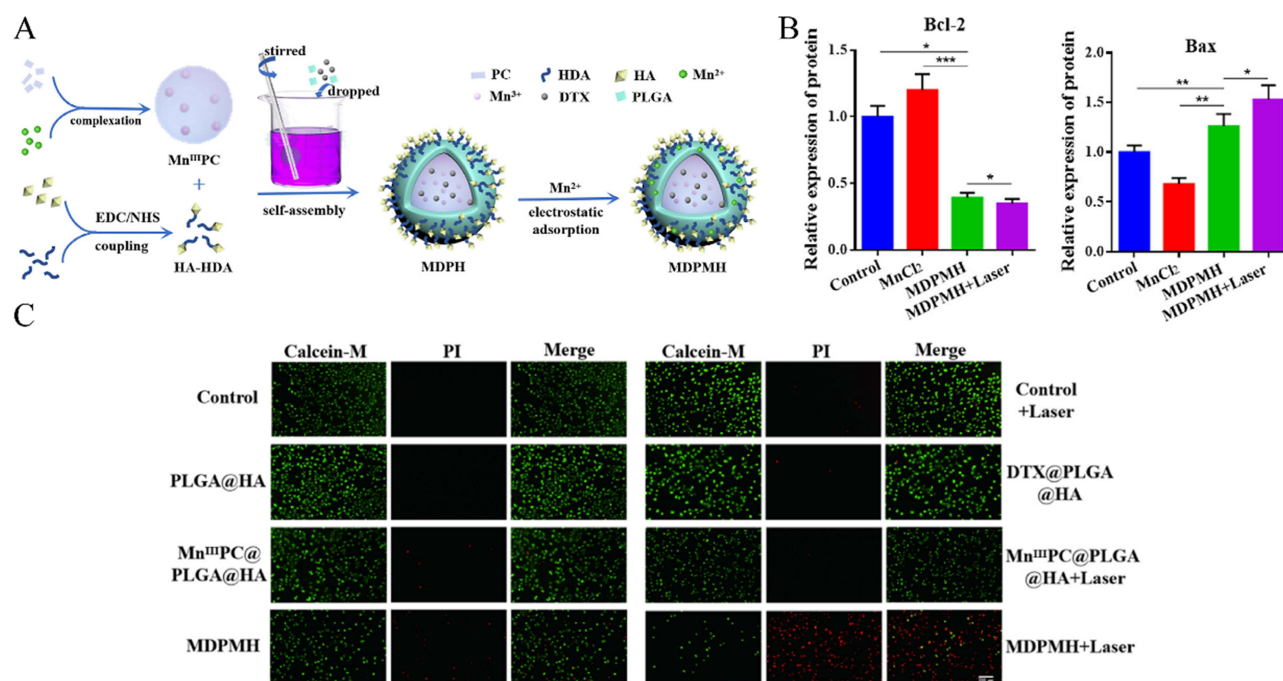 A
stirred
dropped
PC
HDA
HA
Mn²⁺
Mn³⁺
DTX
PLGA
complexation
MnᴵᴵᴵPC
+
EDC/NHS
coupling
HA-HDA
self-assembly
MDPH
Mn²⁺
electrostatic
adsorption
MDPMH
B
Bcl-2
Relative expression of protein
1.5
1.0
0.5
0.0
*
***
*
Control
MnCl₂
MDPMH
MDPMH+Laser
Bax
Relative expression of protein
2.0
1.5
1.0
0.5
0.0
**
*
**
Control
MnCl₂
MDPMH
MDPMH+Laser
C
Calcein-M PI Merge Calcein-M PI Merge
Control
Control
+Laser
PLGA@HA
DTX@PLGA
@HA
MnᴵᴵᴵPC@
PLGA@HA
MnᴵᴵᴵPC@PLGA
@HA+Laser
MDPMH
MDPMH+Laser